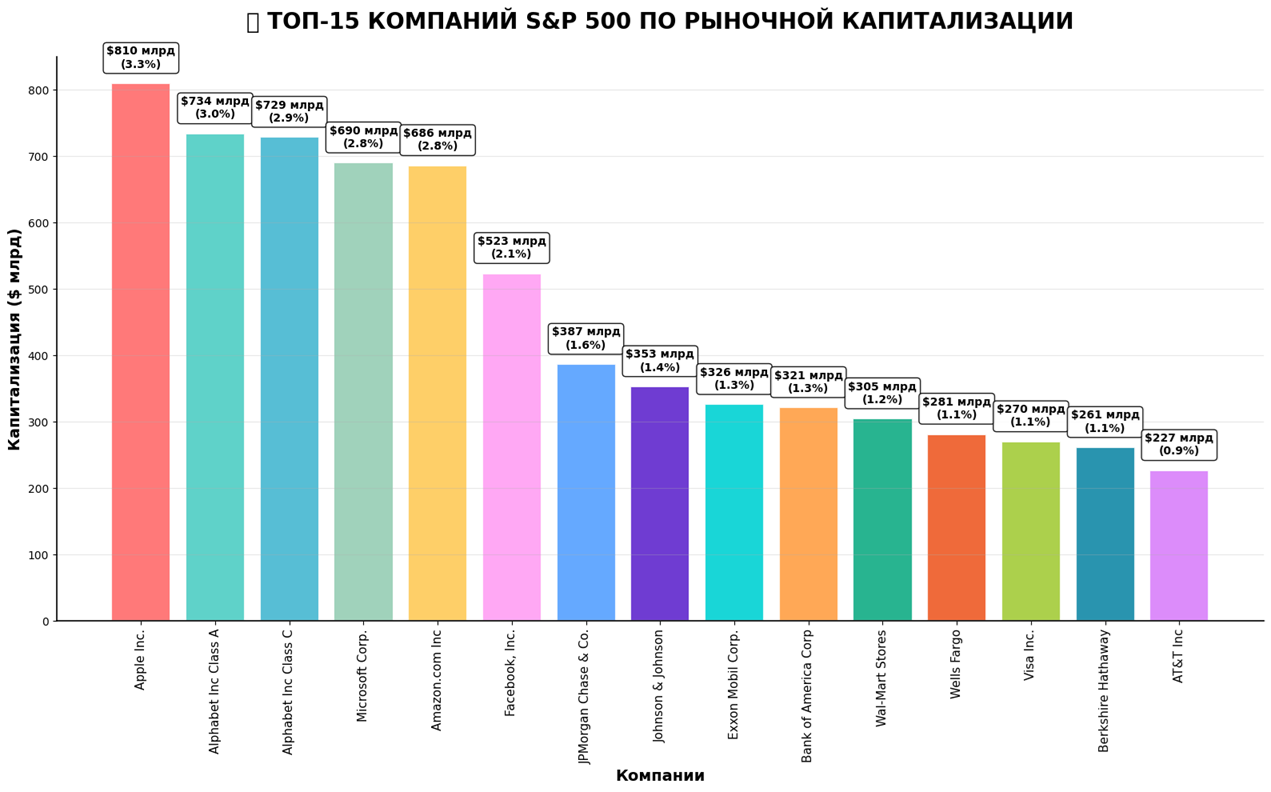 ТОП-15 КОМПАНИЙ S&P 500 ПО РЫНОЧНОЙ КАПИТАЛИЗАЦИИ
Капитализация ($ млрд)
800
700
600
500
400
300
200
100
0
$810 млрд
(3.3%)
$734 млрд
(3.0%)
$729 млрд
(2.9%)
$690 млрд
(2.8%)
$686 млрд
(2.8%)
$523 млрд
(2.1%)
$387 млрд
(1.6%)
$353 млрд
(1.4%)
$326 млрд
(1.3%)
$321 млрд
(1.3%)
$305 млрд
(1.2%)
$281 млрд
(1.1%)
$270 млрд
(1.1%)
$261 млрд
(1.1%)
$227 млрд
(0.9%)
Apple Inc.
Alphabet Inc Class A
Alphabet Inc Class C
Microsoft Corp.
Amazon.com Inc
Facebook, Inc.
JPMorgan Chase & Co.
Johnson & Johnson
Exxon Mobil Corp.
Bank of America Corp
Wal-Mart Stores
Wells Fargo
Visa Inc.
Berkshire Hathaway
AT&T Inc
Компании